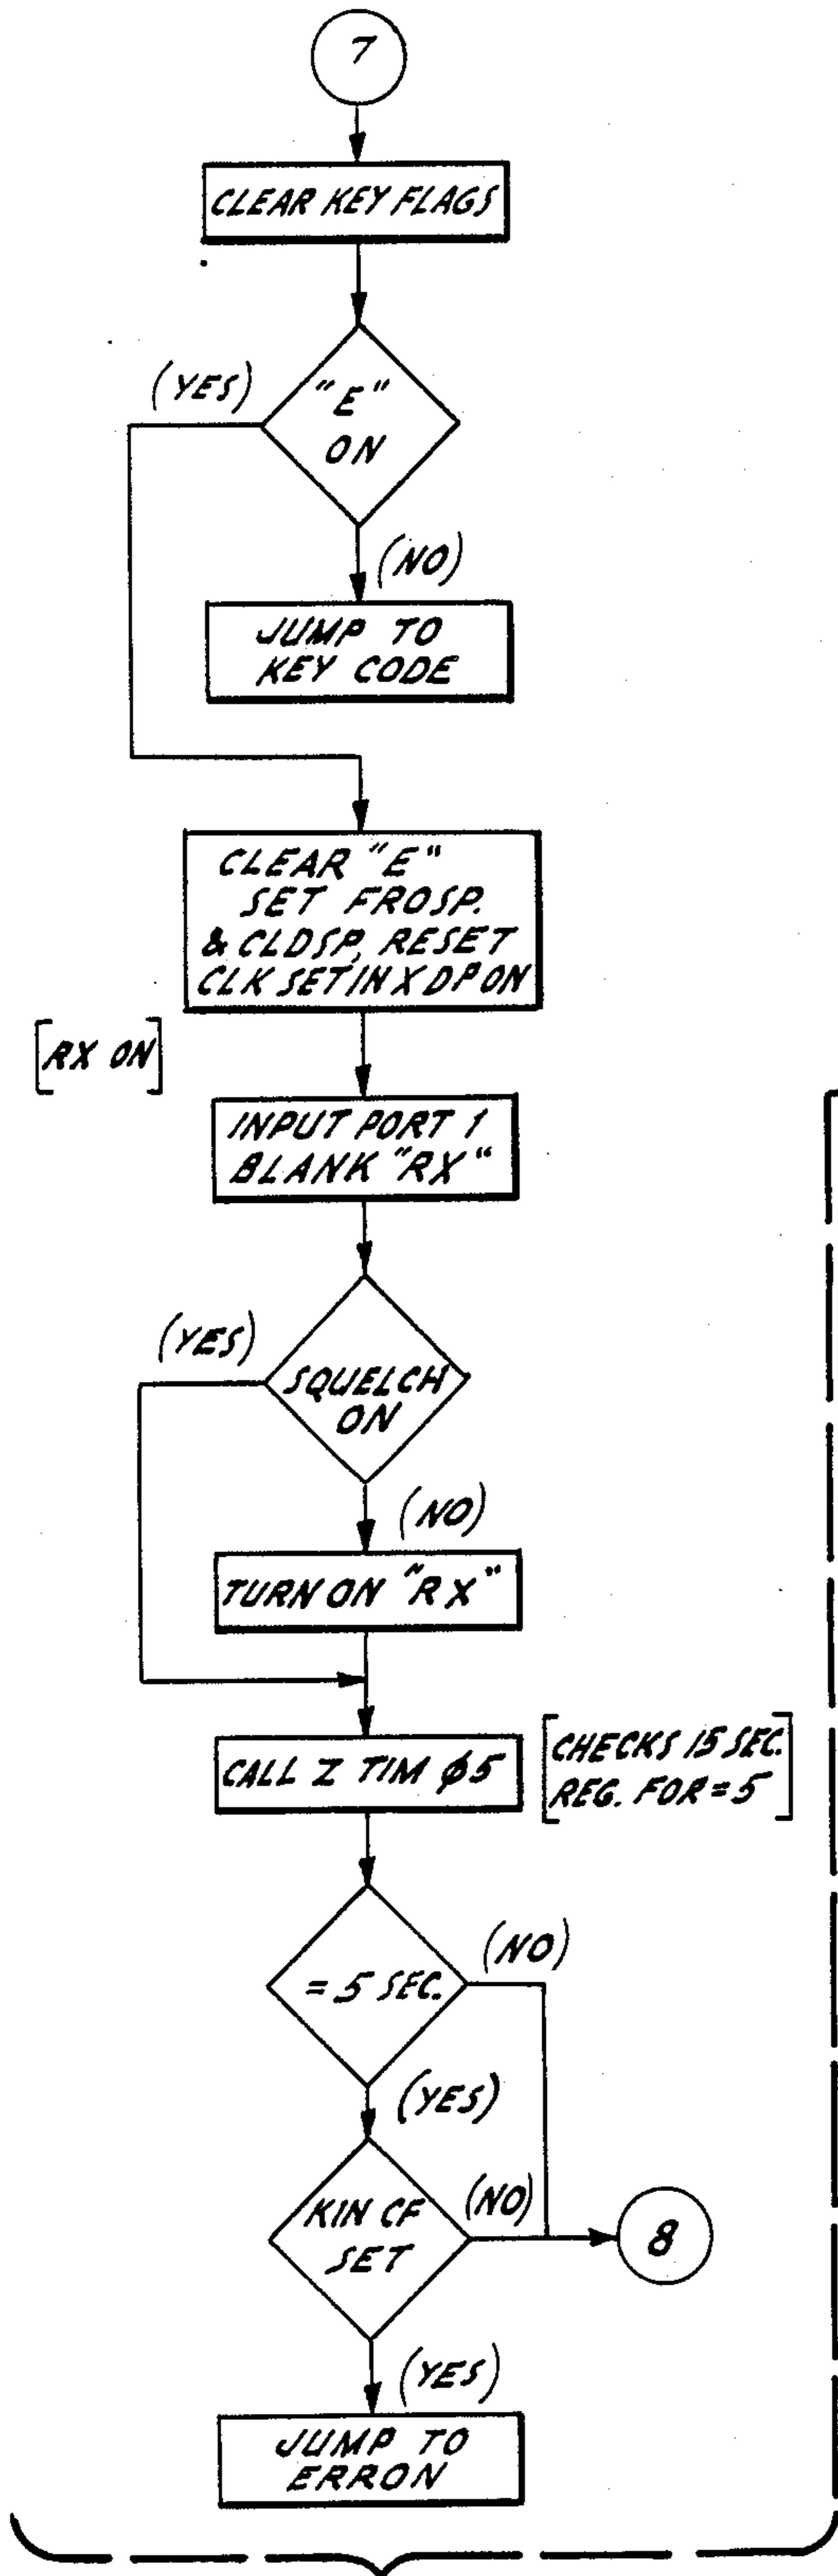 7
CLEAR KEY FLAGS
(YES)
"E"
ON
(NO)
JUMP TO
KEY CODE
CLEAR "E"
SET FROSP.
& CLDSP, RESET
CLK SET IN X DP ON
[RX ON]
INPUT PORT 1
BLANK "RX"
(YES)
SQUELCH
ON
(NO)
TURN ON "RX"
CALL Z TIM φ5
[CHECKS 15 SEC.
REG. FOR = 5]
= 5 SEC.
(NO)
(YES)
KIN CF
SET
(NO)
8
(YES)
JUMP TO
ERRON